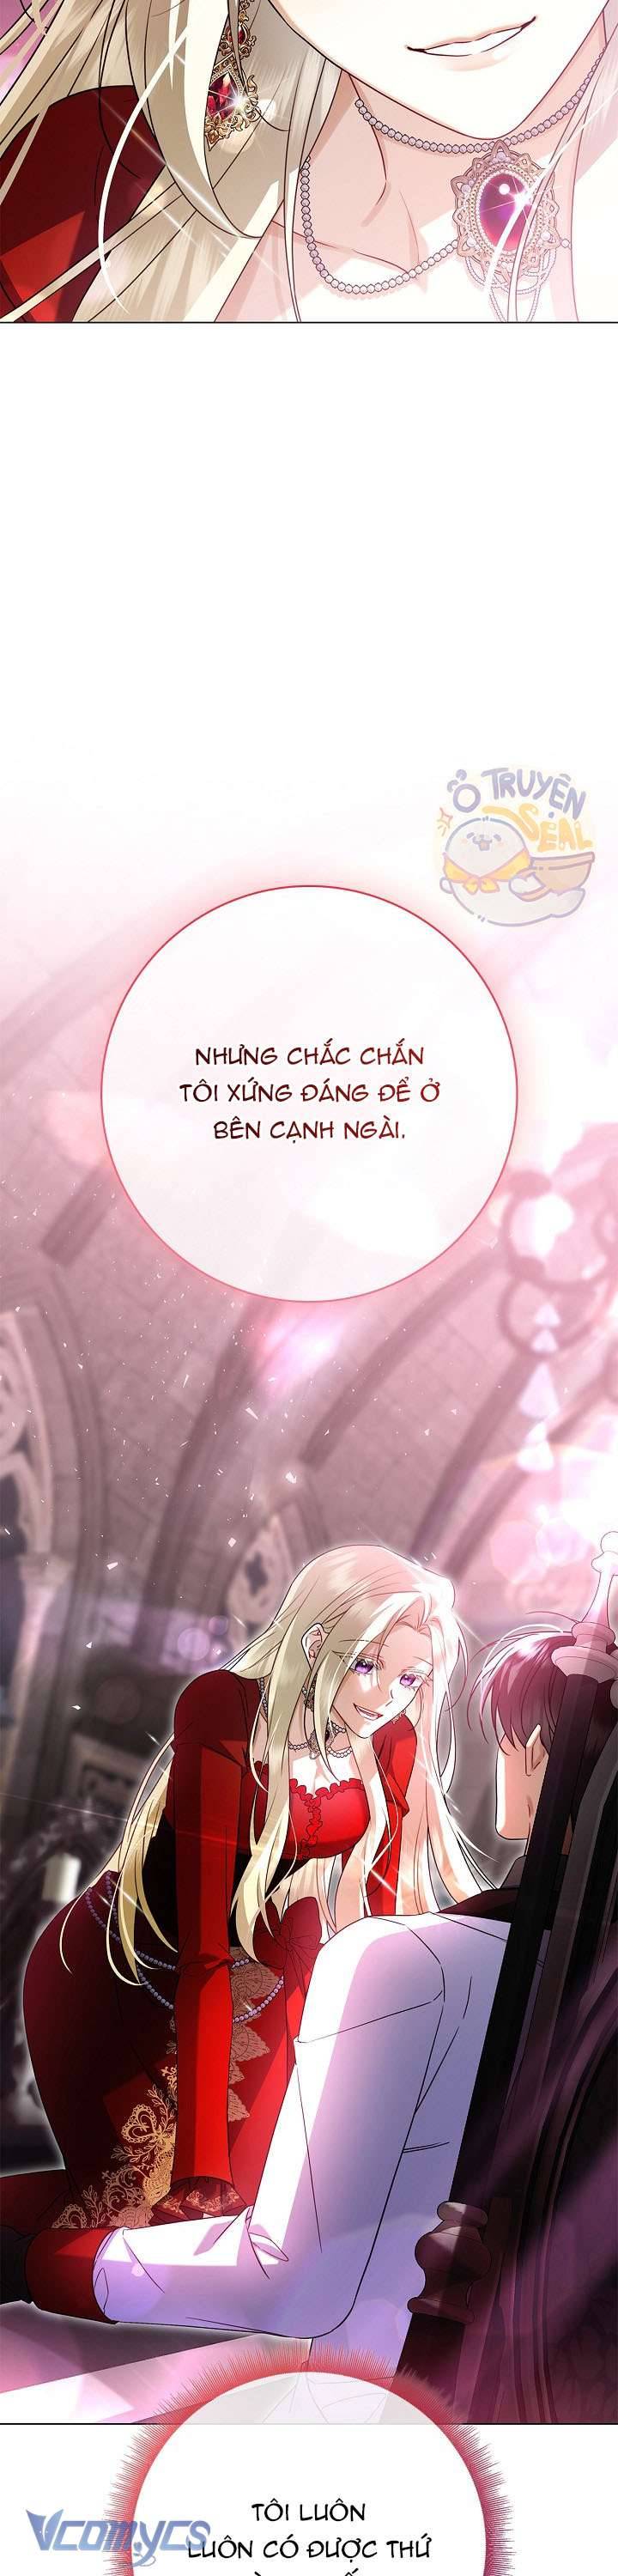 Ổ TRUYỆN
SEAL
NHƯNG CHẮC CHẮN
TÔI XỨNG ĐÁNG ĐỂ Ở
BÊN CẠNH NGÀI.
TÔI LUÔN
LUÔN CÓ ĐƯỢC THỨ
Vcomycs